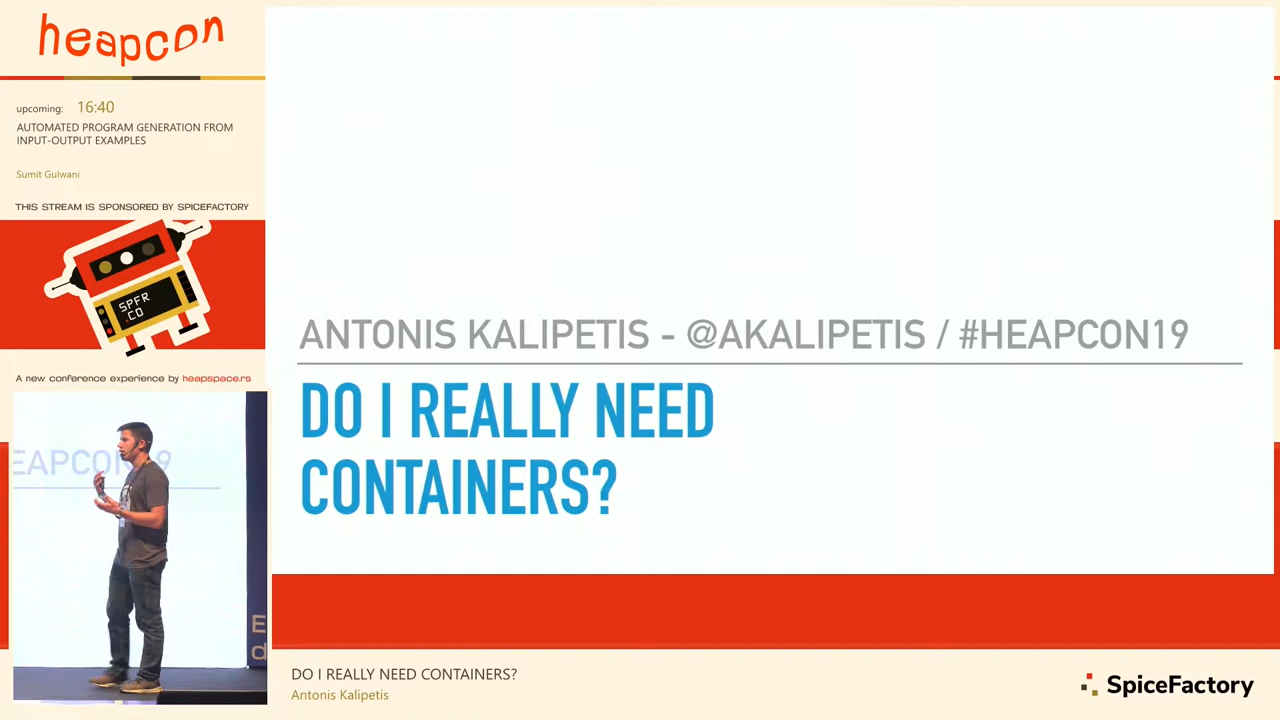 heapcon
upcoming: 16:40
AUTOMATED PROGRAM GENERATION FROM
INPUT-OUTPUT EXAMPLES
Sumit Gulwani
THIS STREAM IS SPONSORED BY SPICEFACTORY
SPFR
.CO
A new conference experience by heapspace.rs
EAPCON19
E
d
ANTONIS KALIPETIS - @AKALIPETIS / #HEAPCON19
DO I REALLY NEED
CONTAINERS?
DO I REALLY NEED CONTAINERS?
Antonis Kalipetis
SpiceFactory